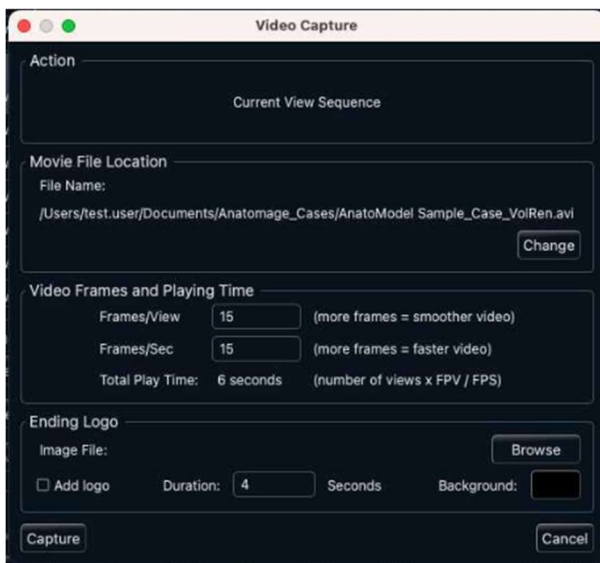 Video Capture
Action
Current View Sequence
Movie File Location
File Name:
/Users/test.user/Documents/Anatomage_Cases/AnatoModel Sample_Case_VolRen.avi
Change
Video Frames and Playing Time
Frames/View 15 (more frames = smoother video)
Frames/Sec 15 (more frames = faster video)
Total Play Time: 6 seconds (number of views x FPV / FPS)
Ending Logo
Image File: Browse
Add logo Duration: 4 Seconds Background:
Capture Cancel